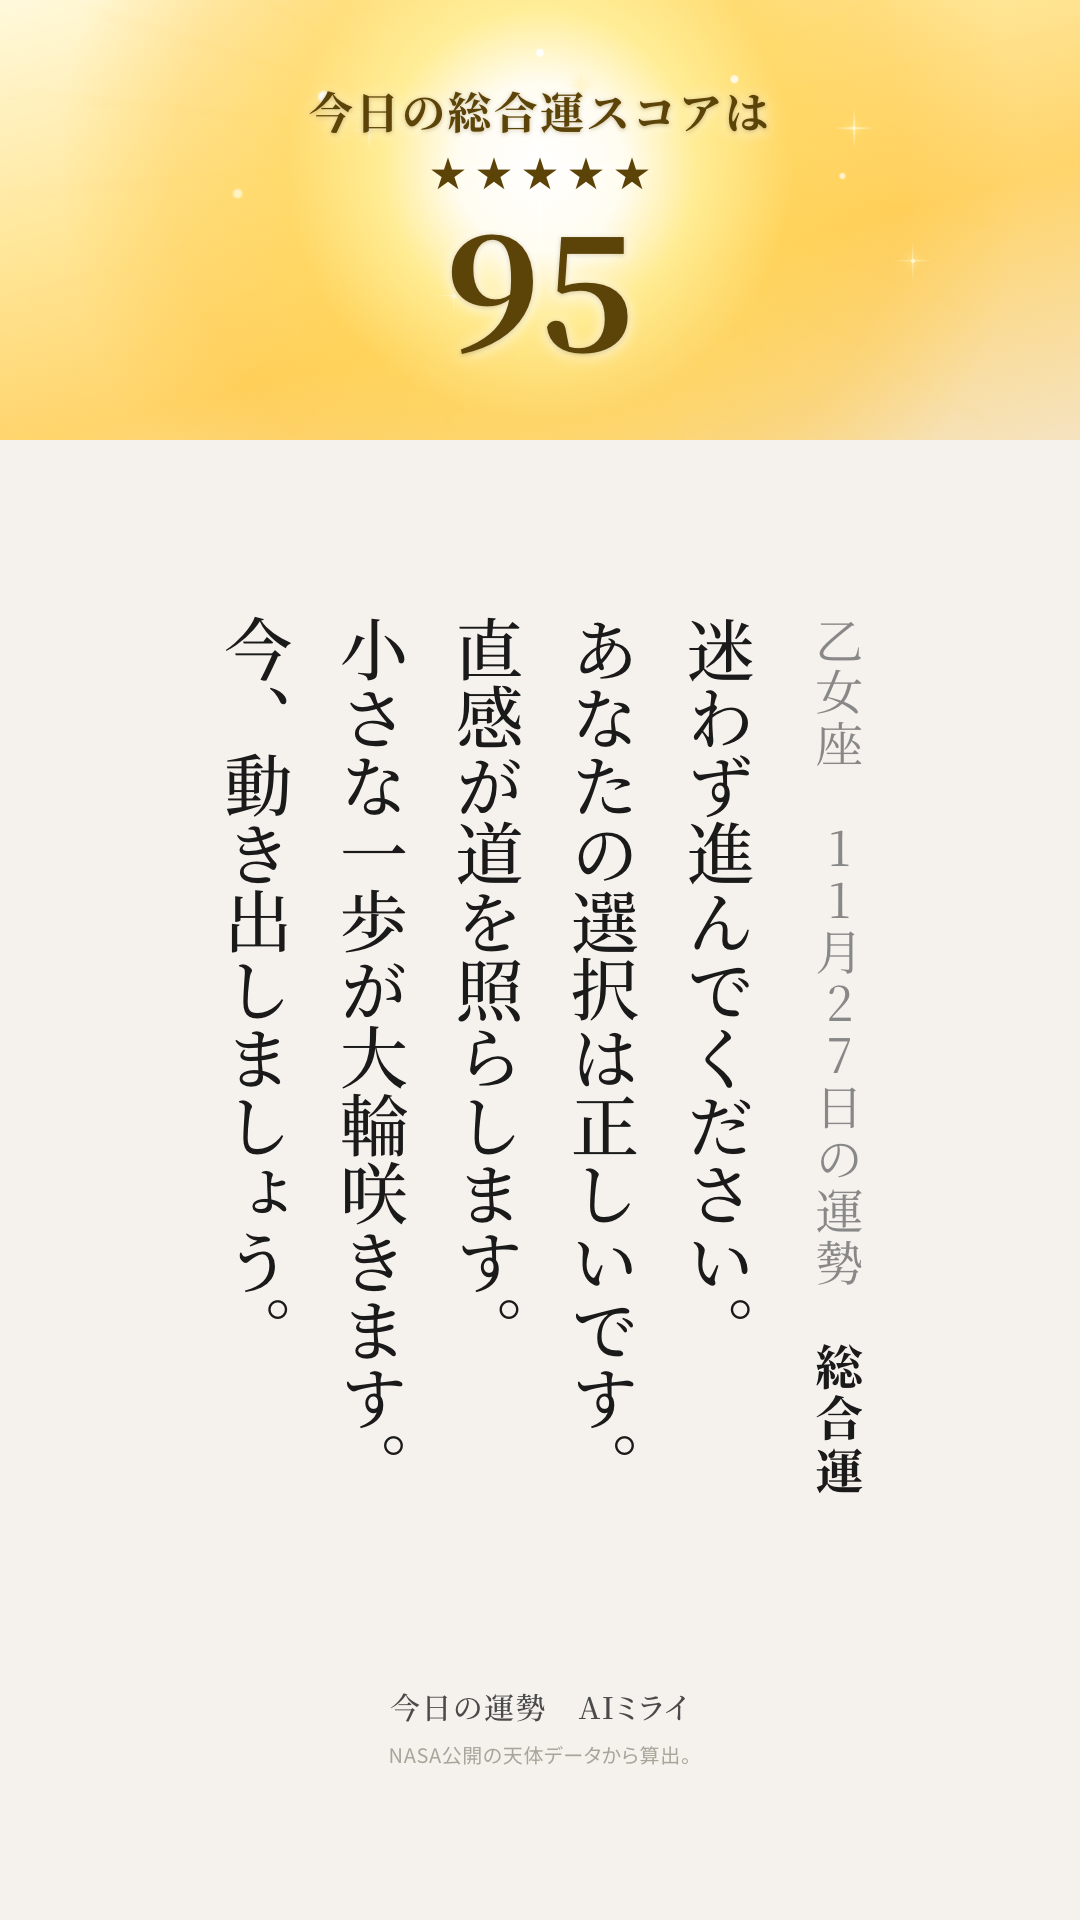 今日の総合運スコアは
★★★★★
95
乙女座　11月27日の運勢　総合運
迷わず進んでください。
あなたの選択は正しいです。
直感が道を照らします。
小さな一歩が大輪咲きます。
今、動き出しましょう。
今日の運勢　AIミライ
NASA公開の天体データから算出。